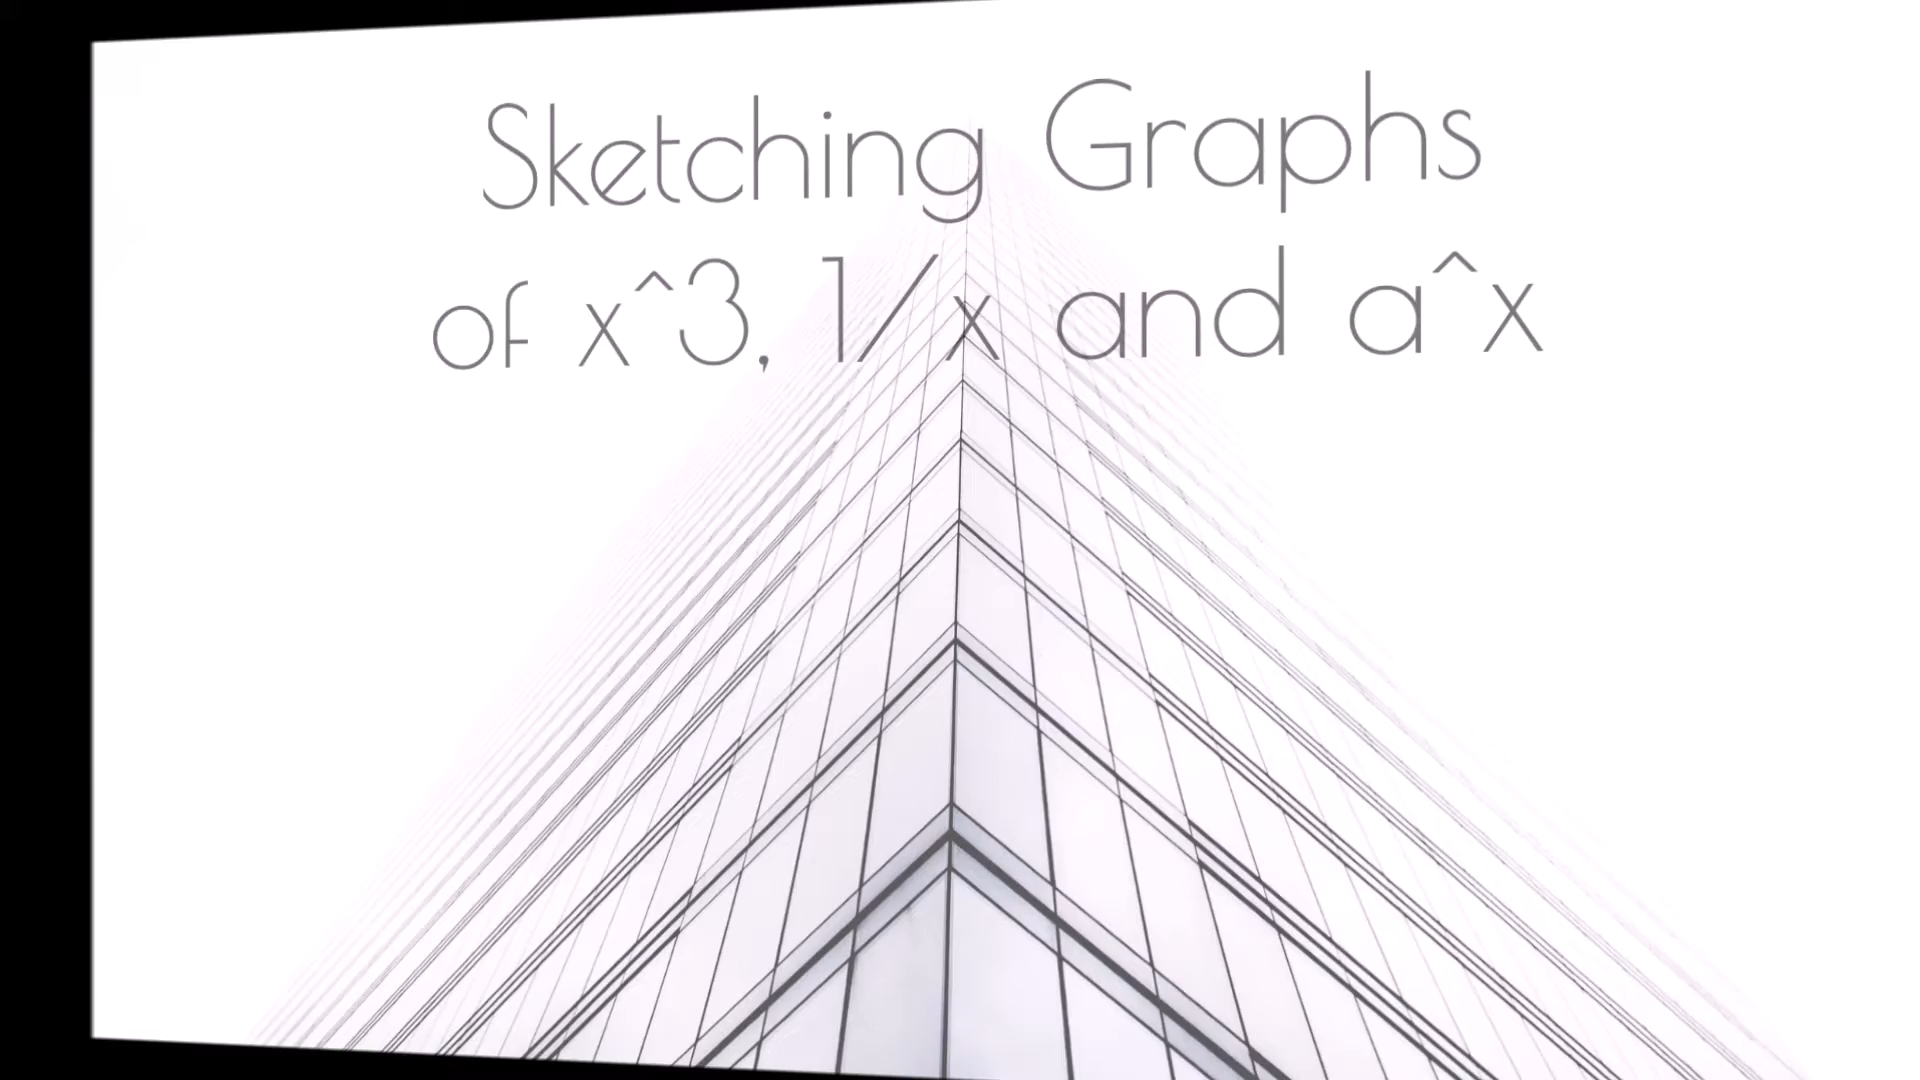 Sketching Graphs
of x^3, 1/x and a^x